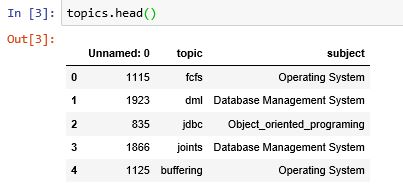 In [3]: topics.head()
Out[3]:
Unnamed: 0 topic subject
0 1115 fcfs Operating System
1 1923 dml Database Management System
2 835 jdbc Object_oriented_programing
3 1866 joints Database Management System
4 1125 buffering Operating System